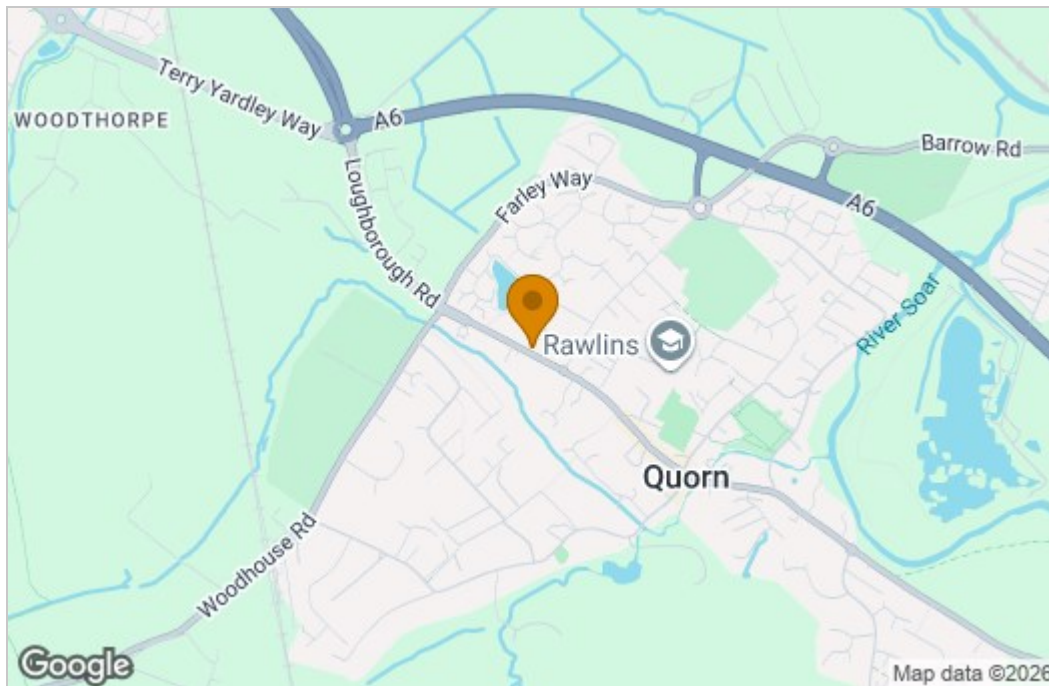 Terry Yardley Way
WOODTHORPE
A6
Barrow Rd
Farley Way
Loughborough Rd
A6
River Soar
Rawlins
Quorn
Woodhouse Rd
Google
Map data ©2026